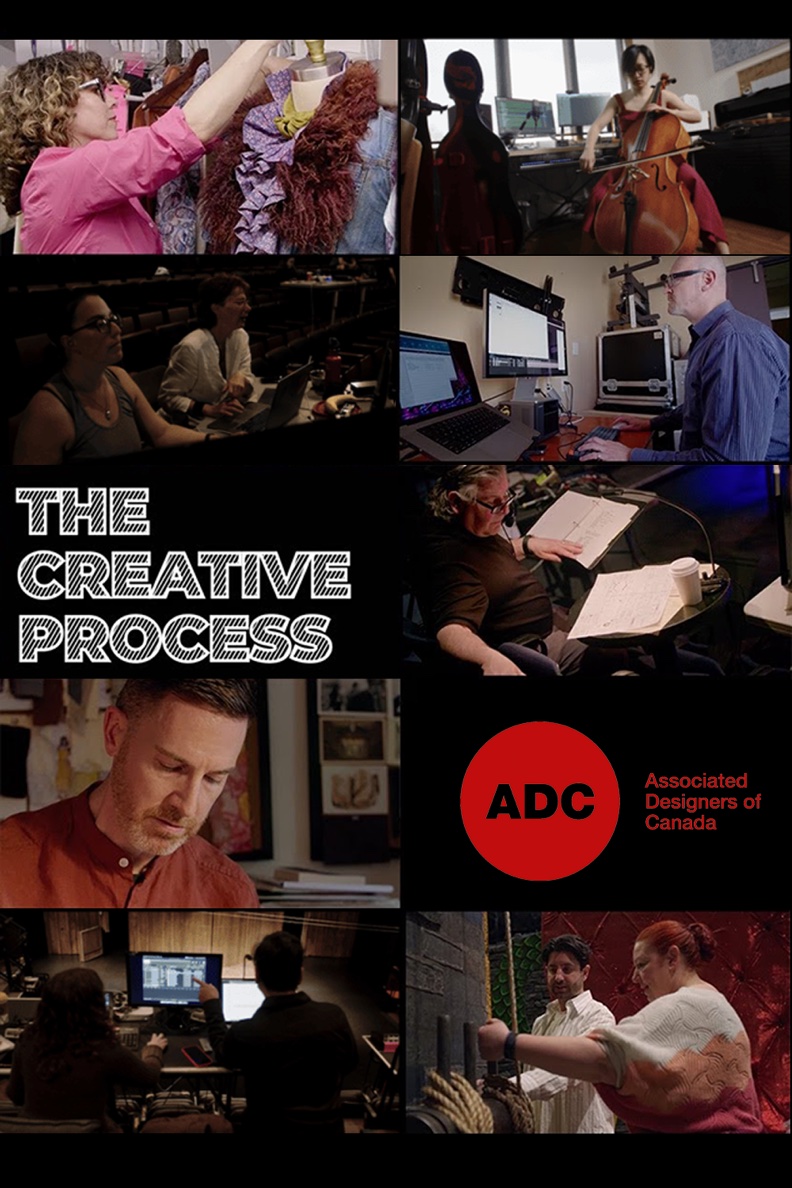 THE
CREATIVE
PROCESS
ADC
Associated
Designers of
Canada